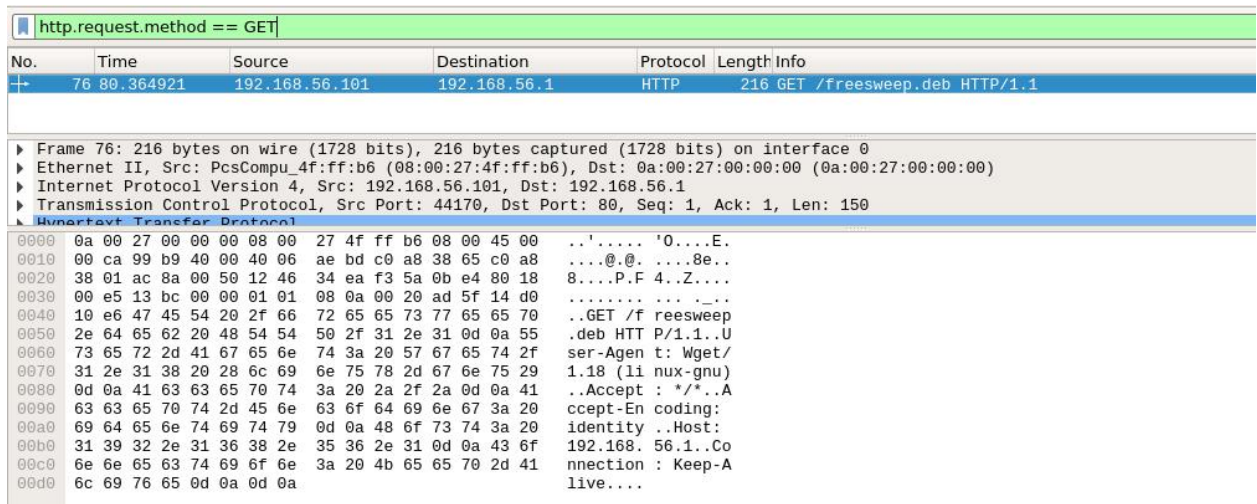 http.request.method == GET
No. Time Source Destination Protocol Length Info
76 80.364921 192.168.56.101 192.168.56.1 HTTP 216 GET /freesweep.deb HTTP/1.1
Frame 76: 216 bytes on wire (1728 bits), 216 bytes captured (1728 bits) on interface 0
Ethernet II, Src: PcsCompu_4f:ff:b6 (08:00:27:4f:ff:b6), Dst: 0a:00:27:00:00:00 (0a:00:27:00:00:00)
Internet Protocol Version 4, Src: 192.168.56.101, Dst: 192.168.56.1
Transmission Control Protocol, Src Port: 44170, Dst Port: 80, Seq: 1, Ack: 1, Len: 150
Hypertext Transfer Protocol
0000 0a 00 27 00 00 00 08 00 27 4f ff b6 08 00 45 00 ..'..... 'O....E.
0010 00 ca 99 b9 40 00 40 06 ae bd c0 a8 38 65 c0 a8 ....@.@. ....8e..
0020 38 01 ac 8a 00 50 12 46 34 ea f3 5a 0b e4 80 18 8....P.F 4..Z....
0030 00 e5 13 bc 00 00 01 01 08 0a 00 20 ad 5f 14 d0 ........ ... ._..
0040 10 e6 47 45 54 20 2f 66 72 65 65 73 77 65 65 70 ..GET /f reesweep
0050 2e 64 65 62 20 48 54 54 50 2f 31 2e 31 0d 0a 55 .deb HTT P/1.1..U
0060 73 65 72 2d 41 67 65 6e 74 3a 20 57 67 65 74 2f ser-Agen t: Wget/
0070 31 2e 31 38 20 28 6c 69 6e 75 78 2d 67 6e 75 29 1.18 (li nux-gnu)
0080 0d 0a 41 63 63 65 70 74 3a 20 2a 2f 2a 0d 0a 41 ..Accept : */*..A
0090 63 63 65 70 74 2d 45 6e 63 6f 64 69 6e 67 3a 20 ccept-En coding:
00a0 69 64 65 6e 74 69 74 79 0d 0a 48 6f 73 74 3a 20 identity ..Host:
00b0 31 39 32 2e 31 36 38 2e 35 36 2e 31 0d 0a 43 6f 192.168. 56.1..Co
00c0 6e 6e 65 63 74 69 6f 6e 3a 20 4b 65 65 70 2d 41 nnection : Keep-A
00d0 6c 69 76 65 0d 0a 0d 0a live....